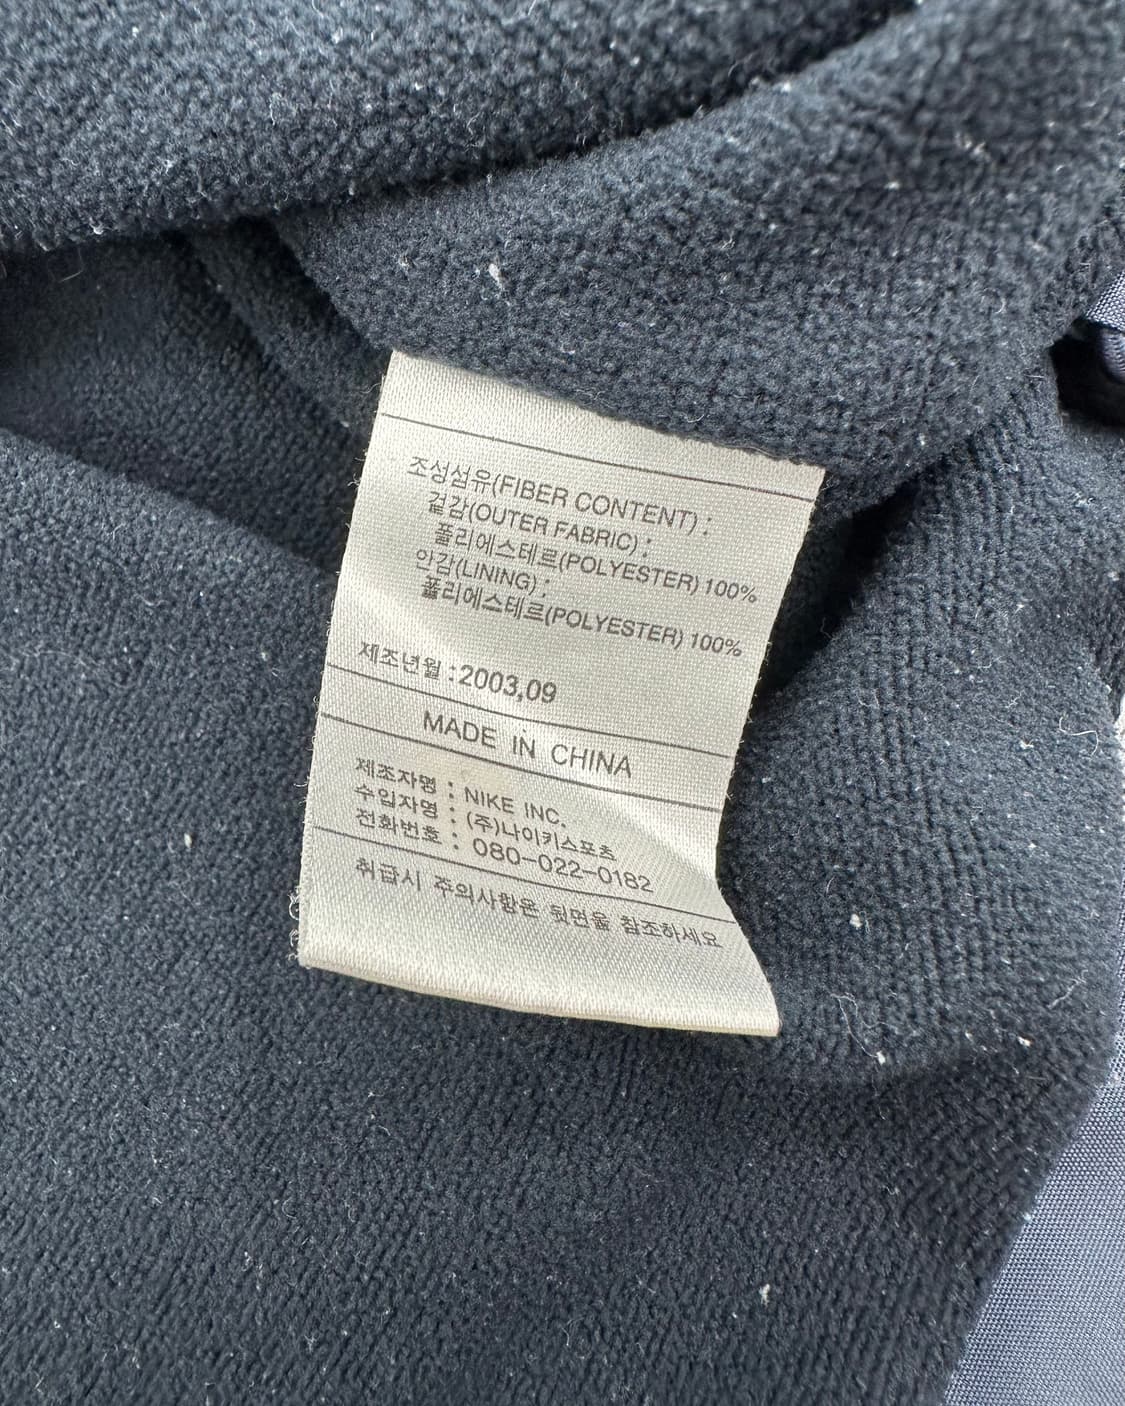 조성섬유(FIBER CONTENT) :
겉감(OUTER FABRIC) :
폴리에스테르(POLYESTER) 100%
안감(LINING) :
폴리에스테르(POLYESTER) 100%
제조년월 : 2003,09
MADE IN CHINA
제조자명 : NIKE INC.
수입자명 : (주)나이키스포츠
전화번호 : 080-022-0182
취급시 주의사항은 뒷면을 참조하세요